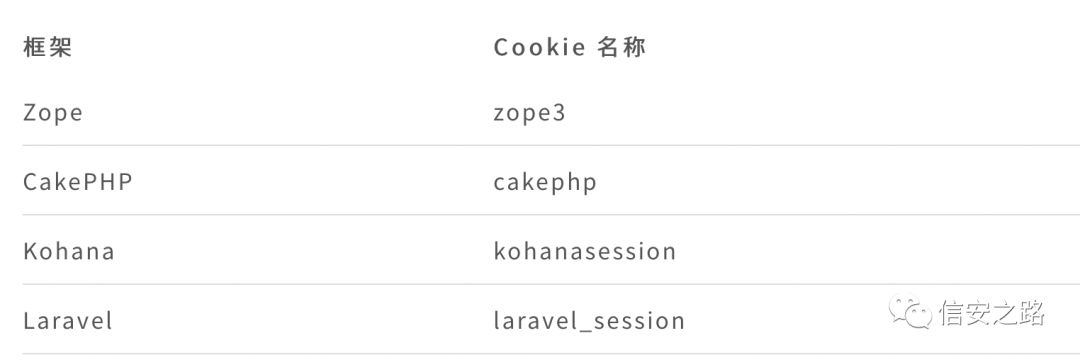 框架 Cookie 名称
Zope zope3
CakePHP cakephp
Kohana kohanasession
Laravel laravel_session
信安之路